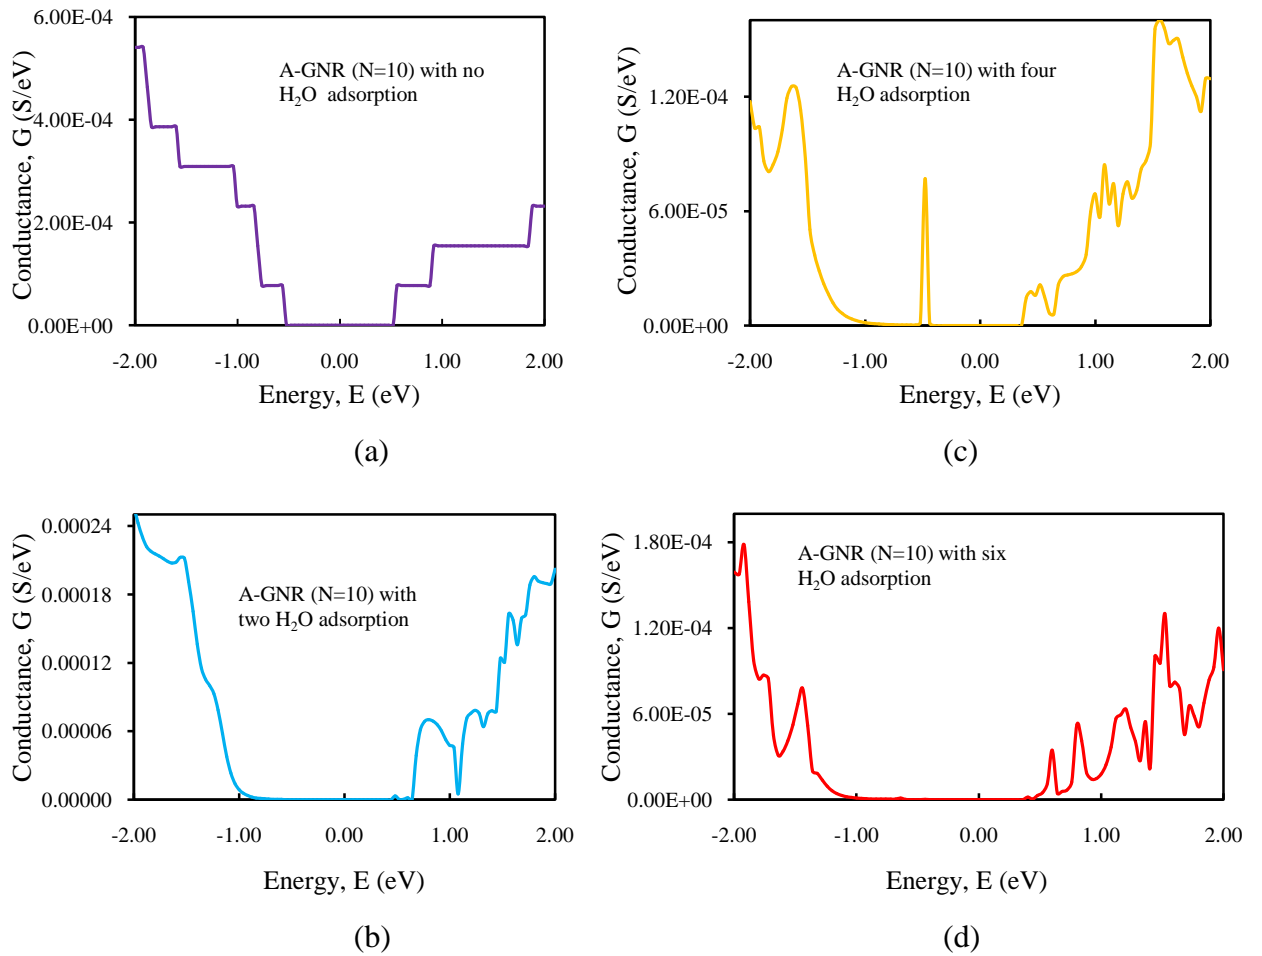 6.00E-04
4.00E-04
2.00E-04
0.00E+00
Conductance, G (S/eV)
A-GNR (N=10) with no
H₂O adsorption
-2.00 -1.00 0.00 1.00 2.00
Energy, E (eV)
(a)
1.20E-04
6.00E-05
0.00E+00
Conductance, G (S/eV)
A-GNR (N=10) with four
H₂O adsorption
-2.00 -1.00 0.00 1.00 2.00
Energy, E (eV)
(c)
0.00024
0.00018
0.00012
0.00006
0.00000
Conductance, G (S/eV)
A-GNR (N=10) with
two H₂O adsorption
-2.00 -1.00 0.00 1.00 2.00
Energy, E (eV)
(b)
1.80E-04
1.20E-04
6.00E-05
0.00E+00
Conductance, G (S/eV)
A-GNR (N=10) with six
H₂O adsorption
-2.00 -1.00 0.00 1.00 2.00
Energy, E (eV)
(d)